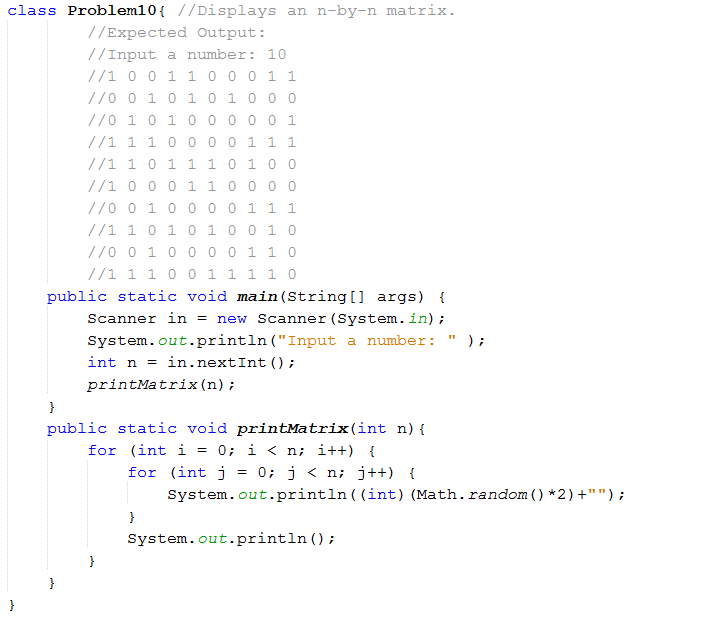 class Problem10{ //Displays an n-by-n matrix.
        //Expected Output:
        //Input a number: 10
        //1 0 0 1 1 0 0 0 1 1
        //0 0 1 0 1 0 1 0 0 0
        //0 1 0 1 0 0 0 0 0 1
        //1 1 1 0 0 0 0 1 1 1
        //1 1 0 1 1 1 0 1 0 0
        //1 0 0 0 1 1 0 0 0 0
        //0 0 1 0 0 0 0 1 1 1
        //1 1 0 1 0 1 0 0 1 0
        //0 0 1 0 0 0 0 1 1 0
        //1 1 1 0 0 1 1 1 1 0
    public static void main(String[] args) {
        Scanner in = new Scanner(System.in);
        System.out.println("Input a number: " );
        int n = in.nextInt();
        printMatrix(n);
    }
    public static void printMatrix(int n){
        for (int i = 0; i < n; i++) {
            for (int j = 0; j < n; j++) {
                System.out.println((int)(Math.random()*2)+"");
            }
            System.out.println();
        }
    }
}